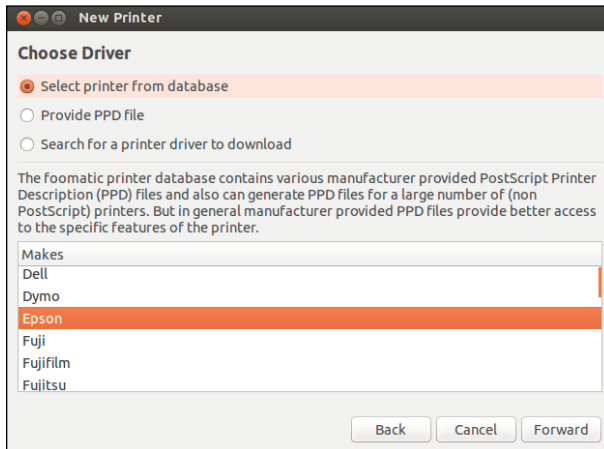 New Printer
Choose Driver
Select printer from database
Provide PPD file
Search for a printer driver to download
The foomatic printer database contains various manufacturer provided PostScript Printer
Description (PPD) files and also can generate PPD files for a large number of (non
PostScript) printers. But in general manufacturer provided PPD files provide better access
to the specific features of the printer.
Makes
Dell
Dymo
Epson
Fuji
Fujifilm
Fujitsu
Back Cancel Forward